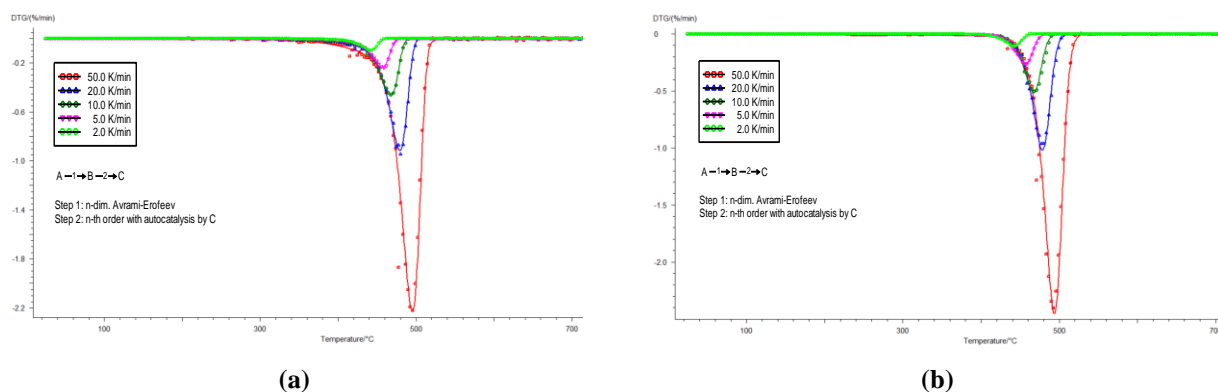 DTG/(%/min)
-0.2
-0.6
-1.0
-1.4
-1.8
-2.2
50.0 K/min
20.0 K/min
10.0 K/min
5.0 K/min
2.0 K/min
A 1 B 2 C
Step 1: n-dim. Avrami-Erofeev
Step 2: n-th order with autocatalysis by C
100 300 500 700
Temperature/°C
(a)
DTG/(%/min)
0
-0.5
-1.0
-1.5
-2.0
50.0 K/min
20.0 K/min
10.0 K/min
5.0 K/min
2.0 K/min
A 1 B 2 C
Step 1: n-dim. Avrami-Erofeev
Step 2: n-th order with autocatalysis by C
100 300 500 700
Temperature/°C
(b)